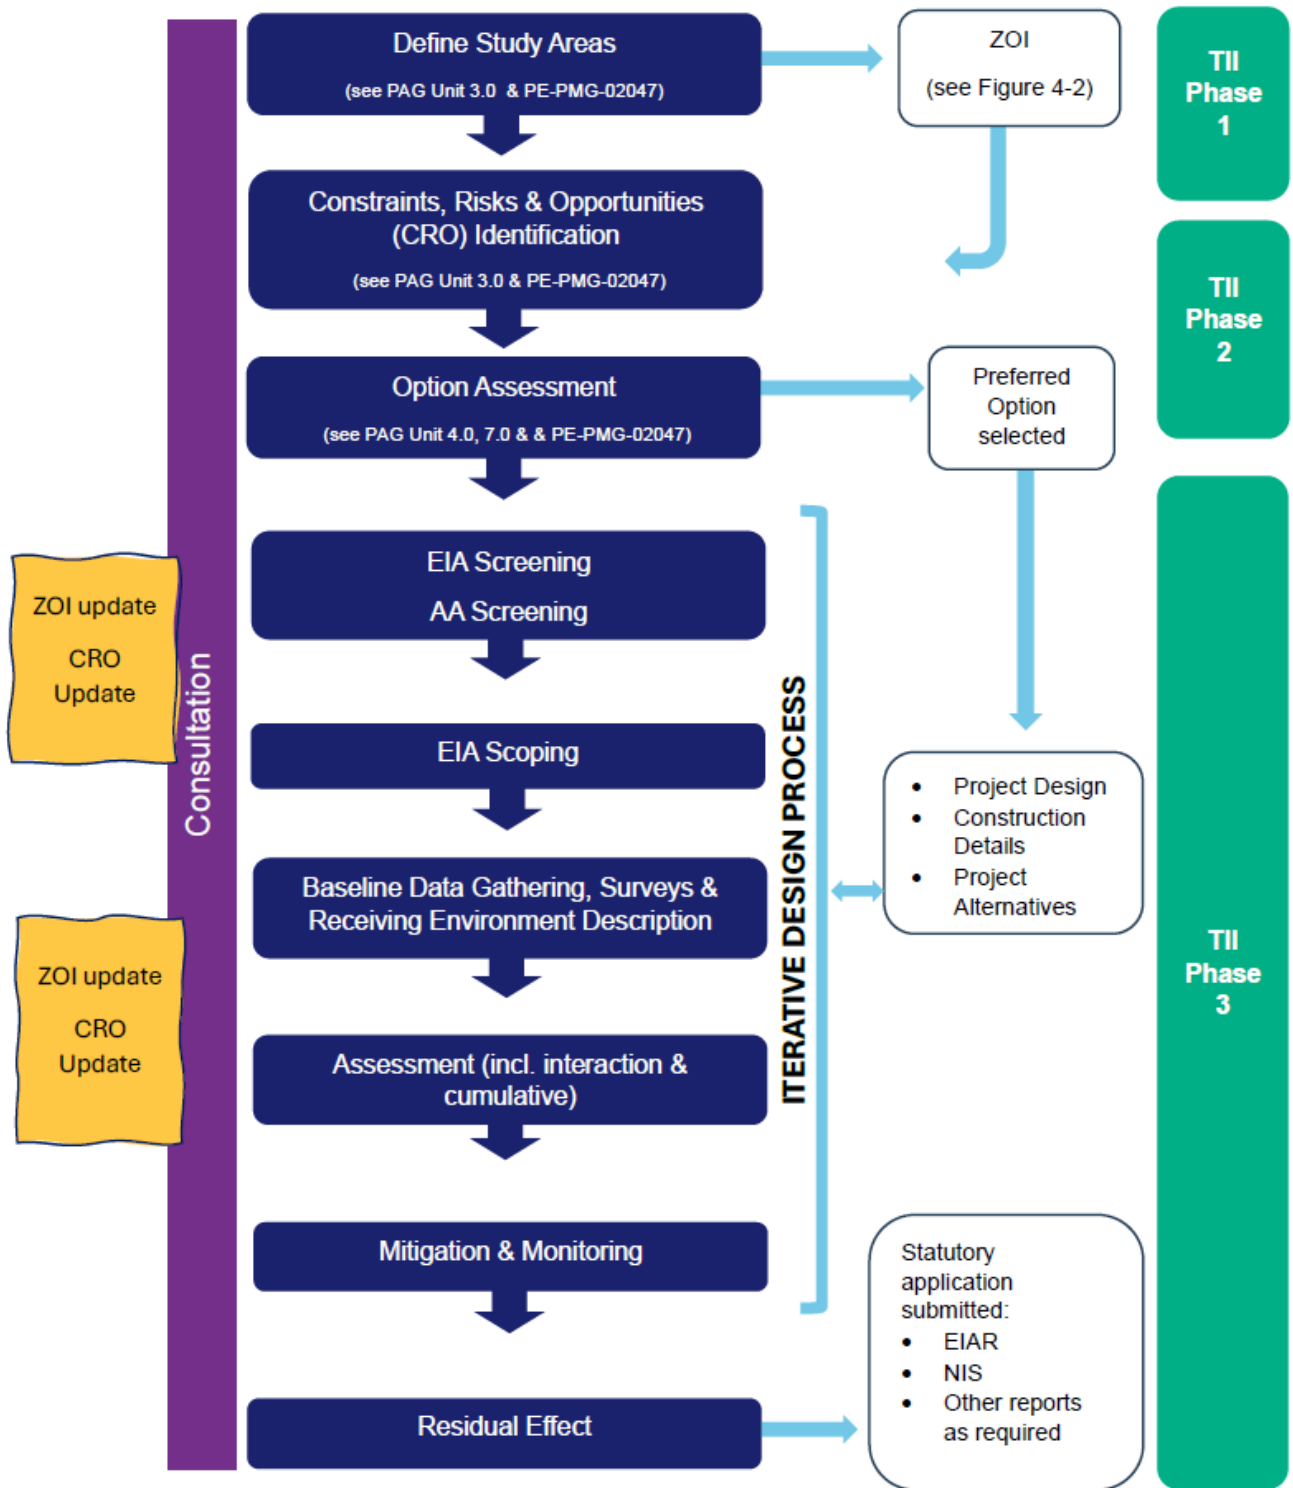 Define Study Areas
(see PAG Unit 3.0 & PE-PMG-02047)
ZOI
(see Figure 4-2)
TII
Phase
1
Constraints, Risks & Opportunities
(CRO) Identification
(see PAG Unit 3.0 & PE-PMG-02047)
TII
Phase
2
Option Assessment
(see PAG Unit 4.0, 7.0 & & PE-PMG-02047)
Preferred
Option
selected
Consultation
ZOI update
CRO
Update
EIA Screening
AA Screening
EIA Scoping
ITERATIVE DESIGN PROCESS
• Project Design
• Construction
Details
• Project
Alternatives
Baseline Data Gathering, Surveys &
Receiving Environment Description
TII
Phase
3
ZOI update
CRO
Update
Assessment (incl. interaction &
cumulative)
Mitigation & Monitoring
Statutory
application
submitted:
• EIAR
• NIS
• Other reports
as required
Residual Effect